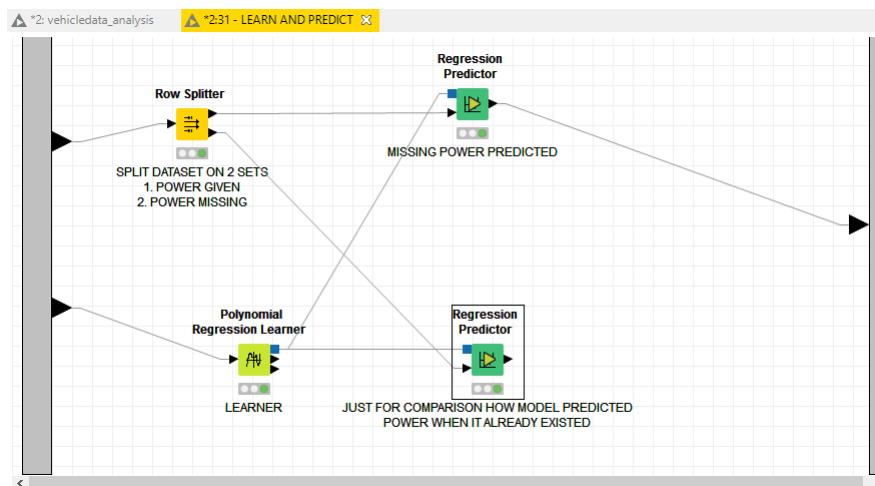 *2: vehicledata_analysis
*2:31 - LEARN AND PREDICT
Regression
Predictor
Row Splitter
MISSING POWER PREDICTED
SPLIT DATASET ON 2 SETS
1. POWER GIVEN
2. POWER MISSING
Polynomial
Regression Learner
Regression
Predictor
LEARNER
JUST FOR COMPARISON HOW MODEL PREDICTED
POWER WHEN IT ALREADY EXISTED